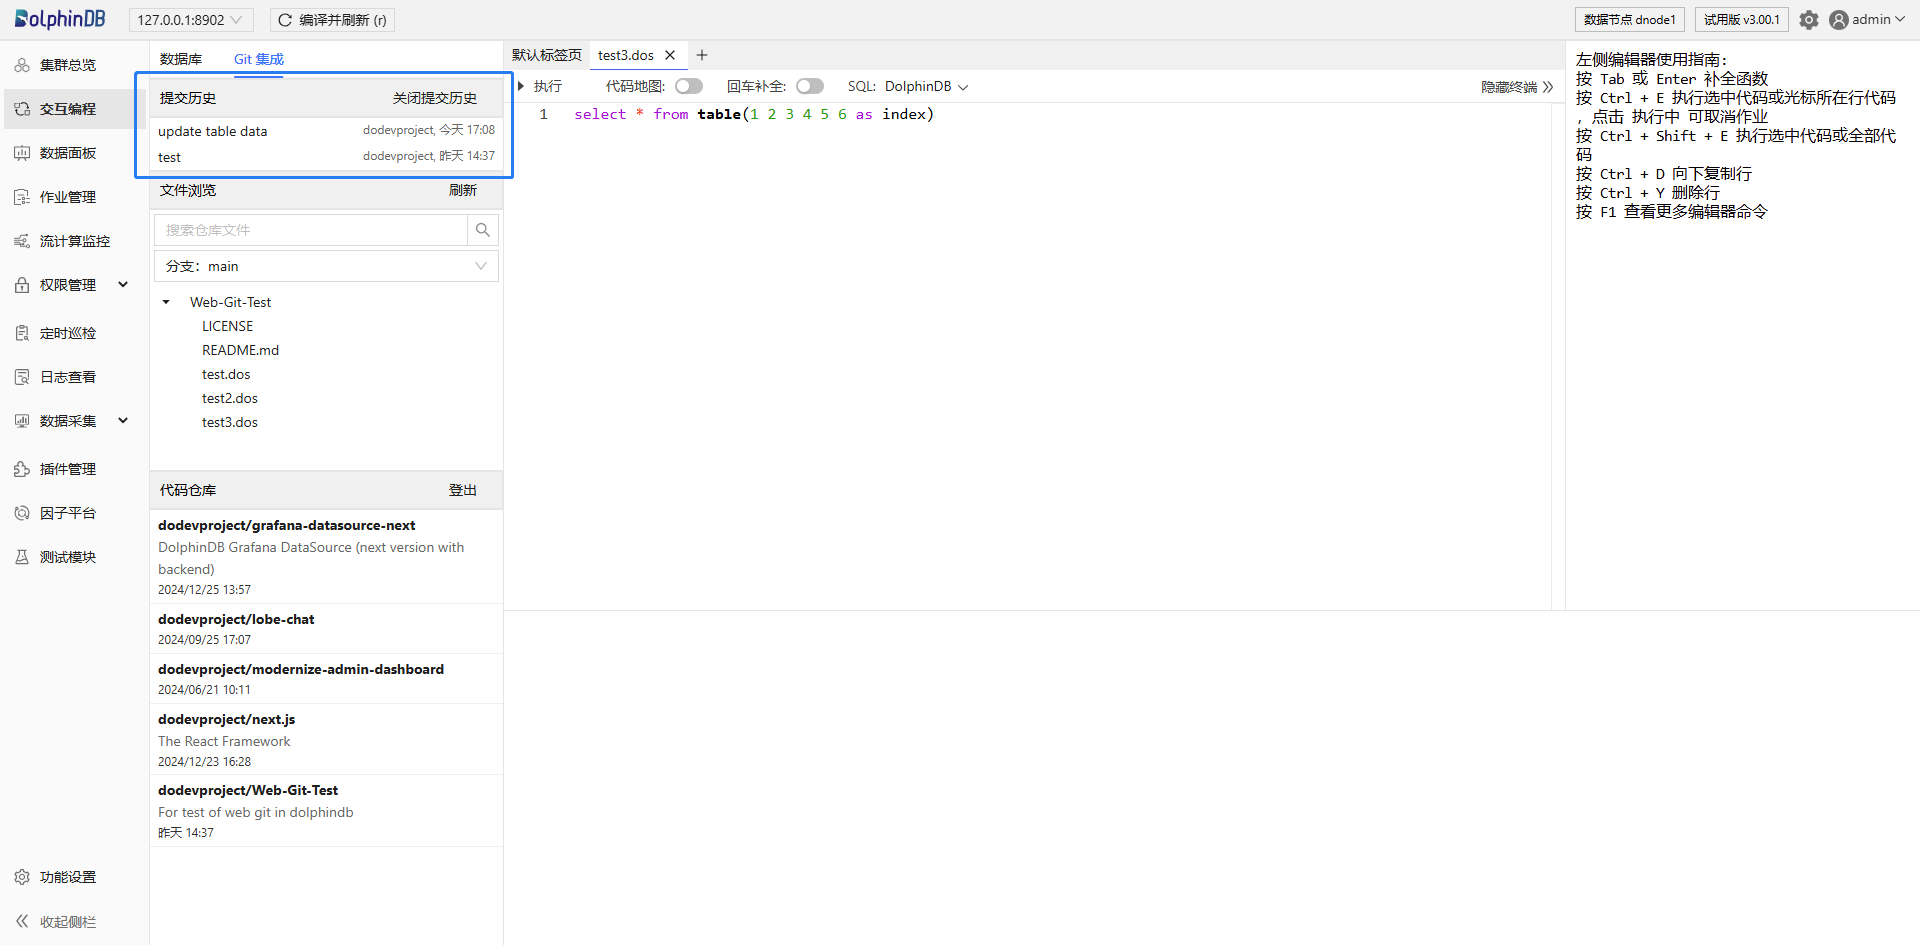 DolphinDB
127.0.0.1:8902
编译并刷新 (r)
数据节点 dnode1
试用版 v3.00.1
admin
集群总览
交互编程
数据面板
作业管理
流计算监控
权限管理
定时巡检
日志查看
数据采集
插件管理
因子平台
测试模块
功能设置
收起侧栏
数据库
Git 集成
提交历史
关闭提交历史
update table data
dodevproject, 今天 17:08
test
dodevproject, 昨天 14:37
文件浏览
刷新
搜索仓库文件
分支：main
Web-Git-Test
LICENSE
README.md
test.dos
test2.dos
test3.dos
代码仓库
登出
dodevproject/grafana-datasource-next
DolphinDB Grafana DataSource (next version with
backend)
2024/12/25 13:57
dodevproject/lobe-chat
2024/09/25 17:07
dodevproject/modernize-admin-dashboard
2024/06/21 10:11
dodevproject/next.js
The React Framework
2024/12/23 16:28
dodevproject/Web-Git-Test
For test of web git in dolphindb
昨天 14:37
默认标签页
test3.dos
执行
代码地图:
回车补全:
SQL: DolphinDB
隐藏终端
1
select * from table(1 2 3 4 5 6 as index)
左侧编辑器使用指南:
按 Tab 或 Enter 补全函数
按 Ctrl + E 执行选中代码或光标所在行代码
, 点击 执行中 可取消作业
按 Ctrl + Shift + E 执行选中代码或全部代
码
按 Ctrl + D 向下复制行
按 Ctrl + Y 删除行
按 F1 查看更多编辑器命令